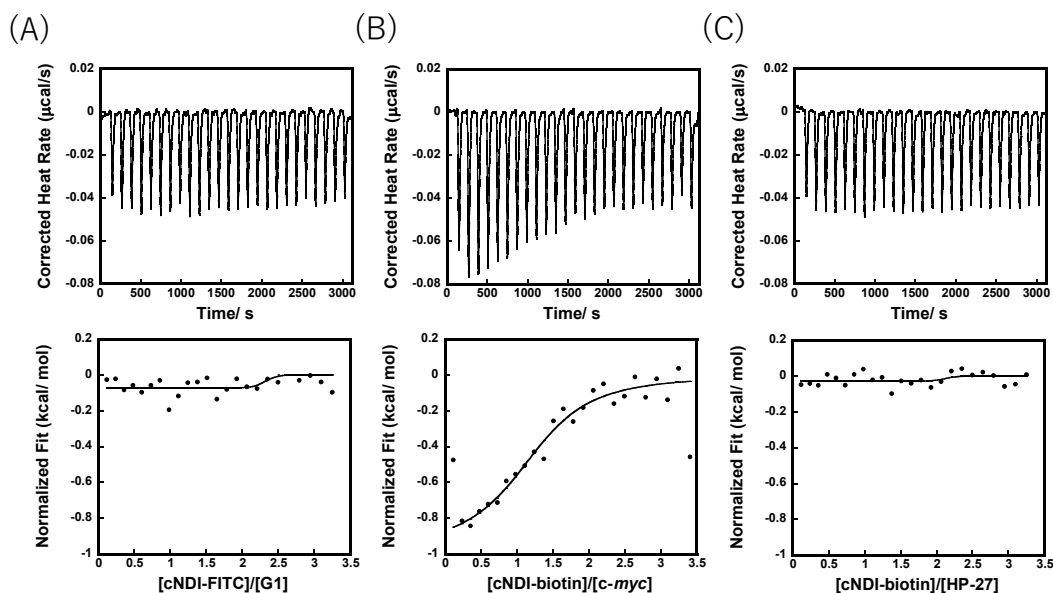 (A)
(B)
(C)
Corrected Heat Rate (μcal/s)
0.02
0
-0.02
-0.04
-0.06
-0.08
0 500 1000 1500 2000 2500 3000
Time/ s
Corrected Heat Rate (μcal/s)
0.02
0
-0.02
-0.04
-0.06
-0.08
0 500 1000 1500 2000 2500 3000
Time/ s
Corrected Heat Rate (μcal/s)
0.02
0
-0.02
-0.04
-0.06
-0.08
0 500 1000 1500 2000 2500 3000
Time/ s
Normalized Fit (kcal/ mol)
0.2
0
-0.2
-0.4
-0.6
-0.8
-1
0 0.5 1 1.5 2 2.5 3 3.5
[cNDI-FITC]/[G1]
Normalized Fit (kcal/ mol)
0.2
0
-0.2
-0.4
-0.6
-0.8
-1
0 0.5 1 1.5 2 2.5 3 3.5
[cNDI-biotin]/[c-myc]
Normalized Fit (kcal/ mol)
0.2
0
-0.2
-0.4
-0.6
-0.8
-1
0 0.5 1 1.5 2 2.5 3 3.5
[cNDI-biotin]/[HP-27]